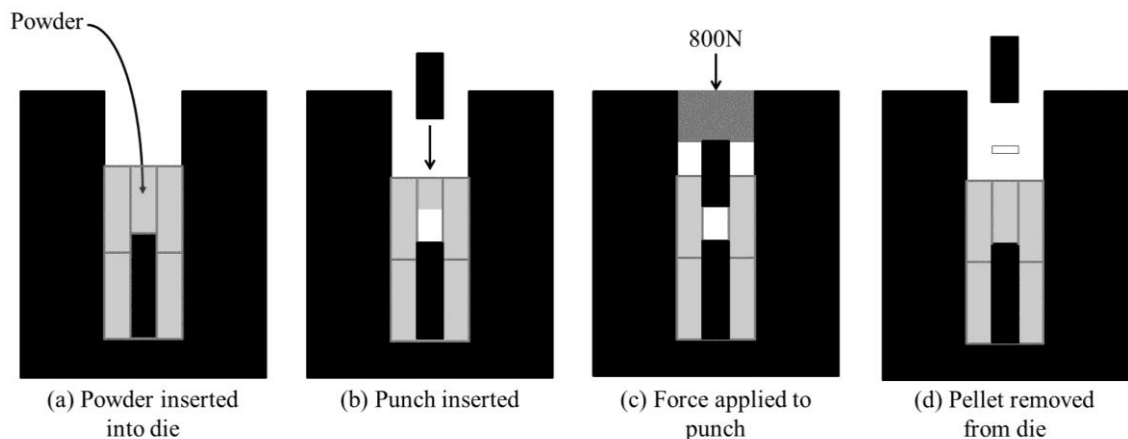 Powder
800N
(a) Powder inserted
into die
(b) Punch inserted
(c) Force applied to
punch
(d) Pellet removed
from die